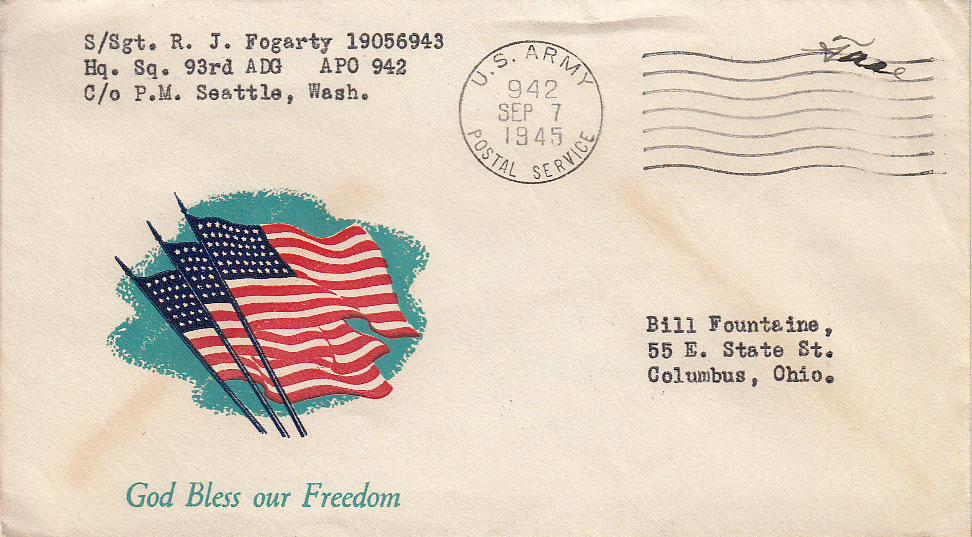 S/Sgt. R. J. Fogarty 19056943
Hq. Sq. 93rd ADG APO 942
C/o P.M. Seattle, Wash.
U.S. ARMY
942
SEP 7
1945
POSTAL SERVICE
Free
Bill Fountaine,
55 E. State St.
Columbus, Ohio.
God Bless our Freedom